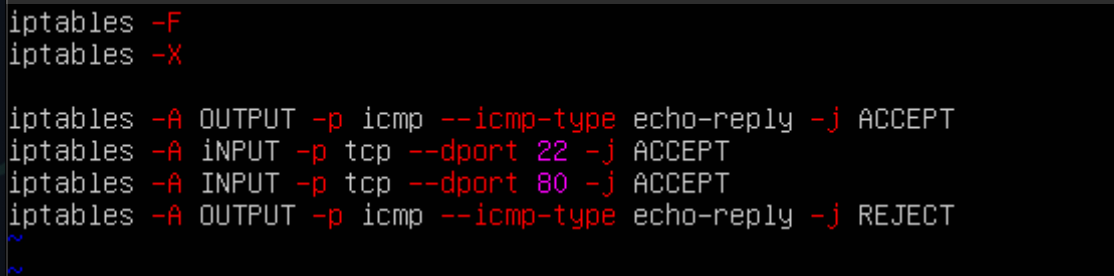 iptables -F
iptables -X
iptables -A OUTPUT -p icmp --icmp-type echo-reply -j ACCEPT
iptables -A iNPUT -p tcp --dport 22 -j ACCEPT
iptables -A INPUT -p tcp --dport 80 -j ACCEPT
iptables -A OUTPUT -p icmp --icmp-type echo-reply -j REJECT
~
~